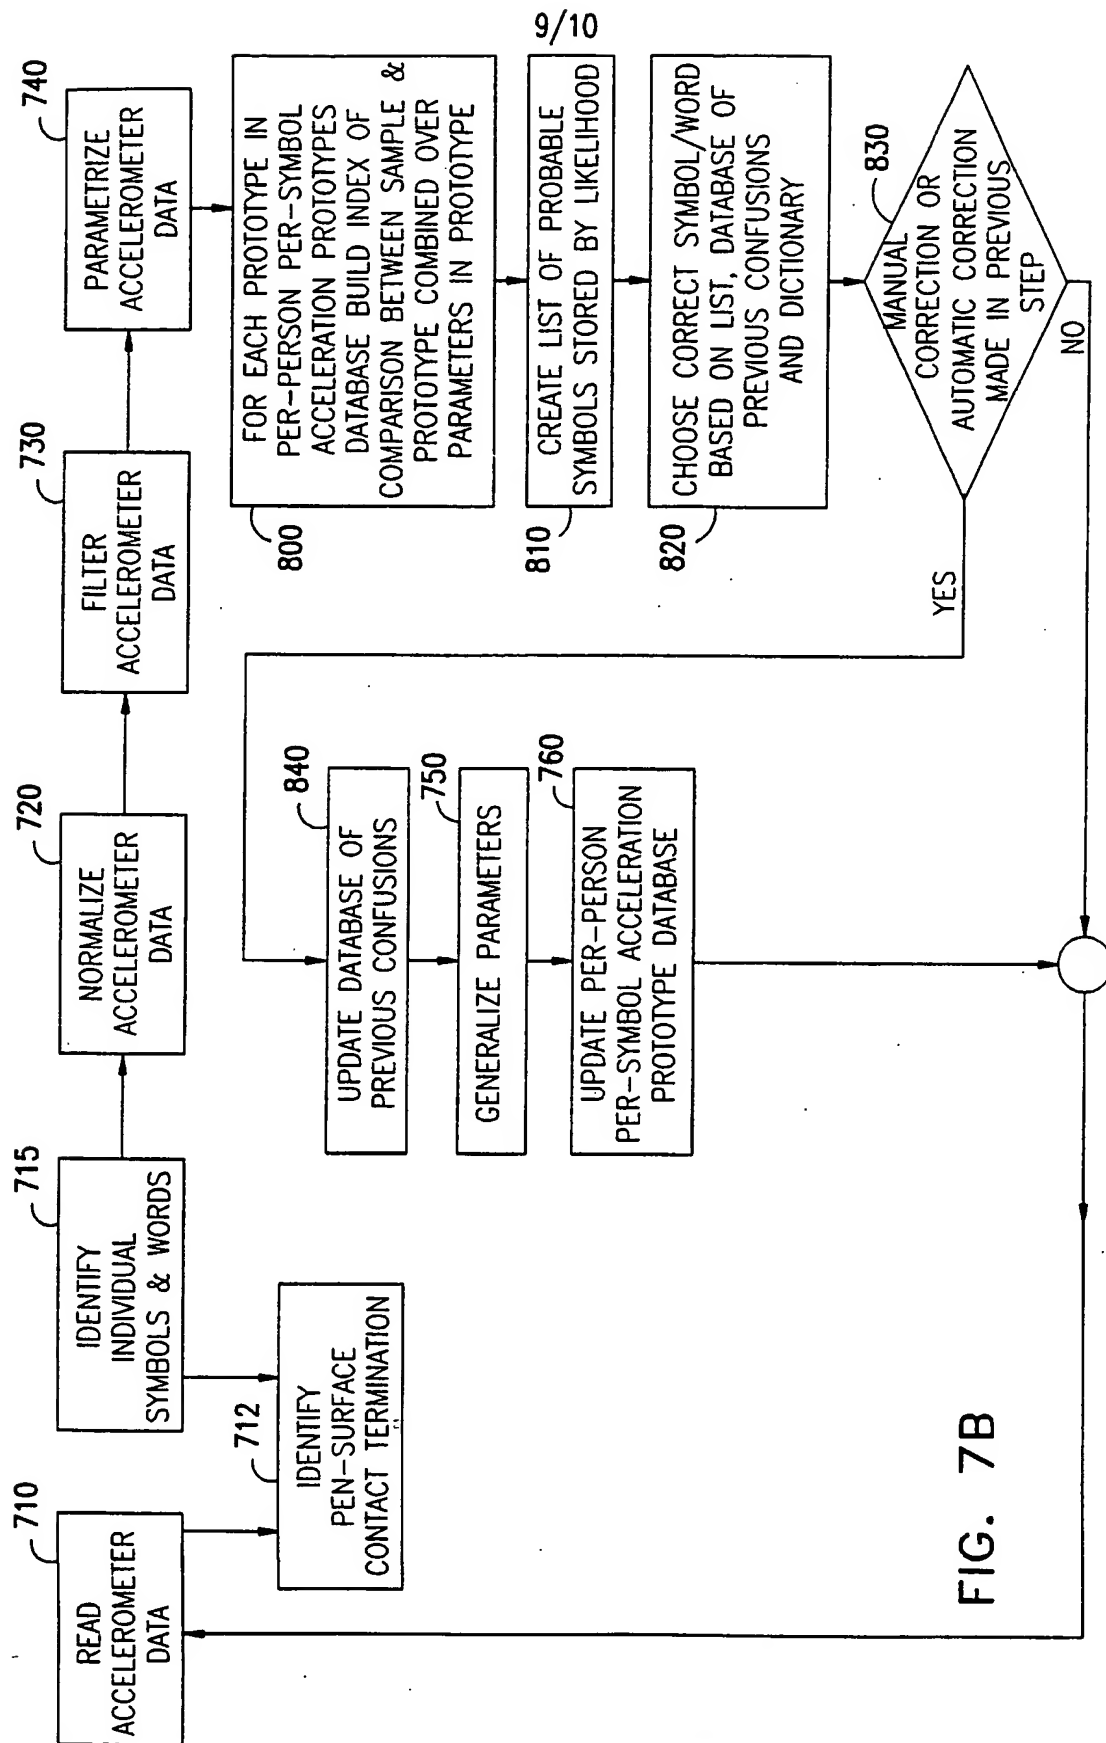 9/10
710
READ
ACCELEROMETER
DATA
712
IDENTIFY
PEN-SURFACE
CONTACT TERMINATION
715
IDENTIFY
INDIVIDUAL
SYMBOLS & WORDS
720
NORMALIZE
ACCELEROMETER
DATA
730
FILTER
ACCELEROMETER
DATA
740
PARAMETRIZE
ACCELEROMETER
DATA
800
FOR EACH PROTOTYPE IN
PER-PERSON PER-SYMBOL
ACCELERATION PROTOTYPES
DATABASE BUILD INDEX OF
COMPARISON BETWEEN SAMPLE &
PROTOTYPE COMBINED OVER
PARAMETERS IN PROTOTYPE
810
CREATE LIST OF PROBABLE
SYMBOLS STORED BY LIKELIHOOD
820
CHOOSE CORRECT SYMBOL/WORD
BASED ON LIST, DATABASE OF
PREVIOUS CONFUSIONS
AND DICTIONARY
830
MANUAL
CORRECTION OR
AUTOMATIC CORRECTION
MADE IN PREVIOUS
STEP
YES
NO
840
UPDATE DATABASE OF
PREVIOUS CONFUSIONS
750
GENERALIZE PARAMETERS
760
UPDATE PER-PERSON
PER-SYMBOL ACCELERATION
PROTOTYPE DATABASE
FIG. 7B